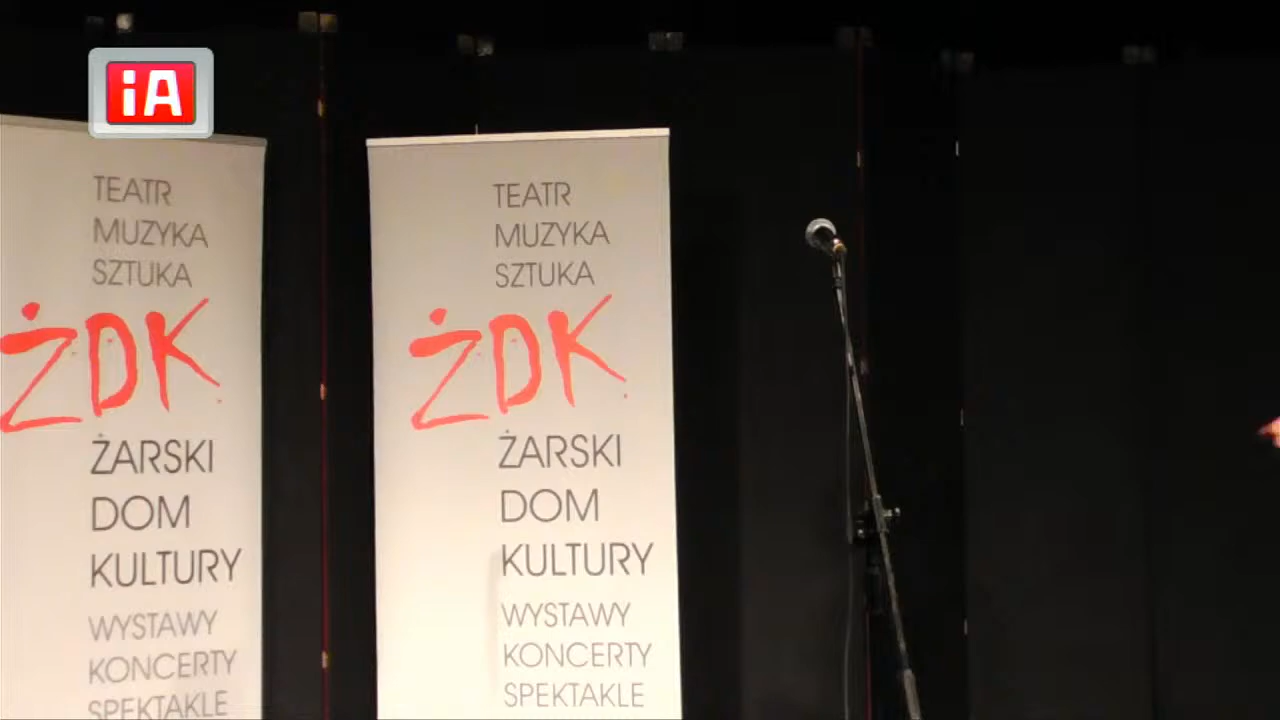 iA
TEATR
MUZYKA
SZTUKA
ŻDK
ŻARSKI
DOM
KULTURY
WYSTAWY
KONCERTY
SPEKTAKLE
TEATR
MUZYKA
SZTUKA
ŻDK
ŻARSKI
DOM
KULTURY
WYSTAWY
KONCERTY
SPEKTAKLE